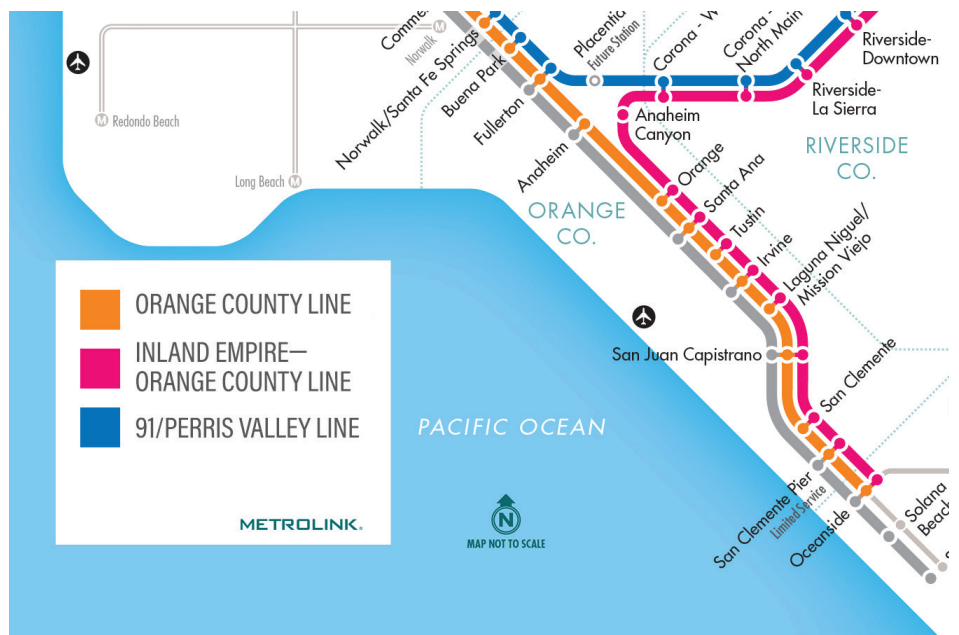 Comme
Norwalk
Norwalk/Santa Fe Springs
Buena Park
Fullerton
Placentia
Future Station
Corona - W
Corona -
North Main
Riverside-
Downtown
Riverside-
La Sierra
M
Redondo Beach
M
Long Beach
M
Anaheim
Canyon
Anaheim
RIVERSIDE
CO.
ORANGE
CO.
Orange
Santa Ana
Tustin
Irvine
Laguna Niguel/
Mission Viejo
San Juan Capistrano
San Clemente
San Clemente Pier
Limited Service
Oceanside
Solana
Beach
ORANGE COUNTY LINE
INLAND EMPIRE—
ORANGE COUNTY LINE
91/PERRIS VALLEY LINE
METROLINK®
PACIFIC OCEAN
N
MAP NOT TO SCALE